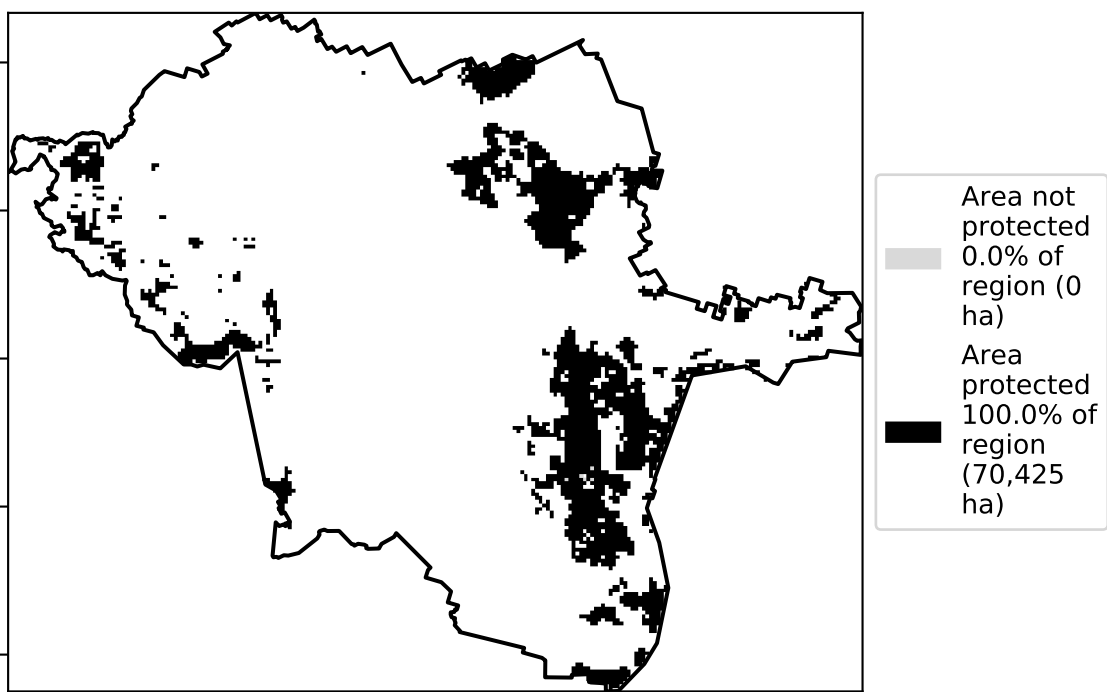 Area not
protected
0.0% of
region (0
ha)
Area
protected
100.0% of
region
(70,425
ha)